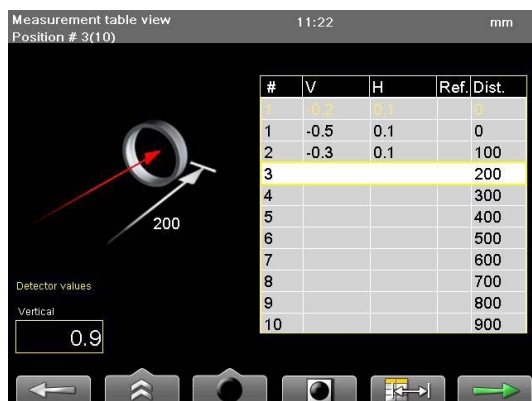 Measurement table view 11:22 mm
Position # 3(10)
# V H Ref. Dist.
1 -0.2 0.1 0
1 -0.5 0.1 0
2 -0.3 0.1 100
3 200
4 300
5 400
6 500
7 600
8 700
9 800
10 900
200
Detector values
Vertical
0.9